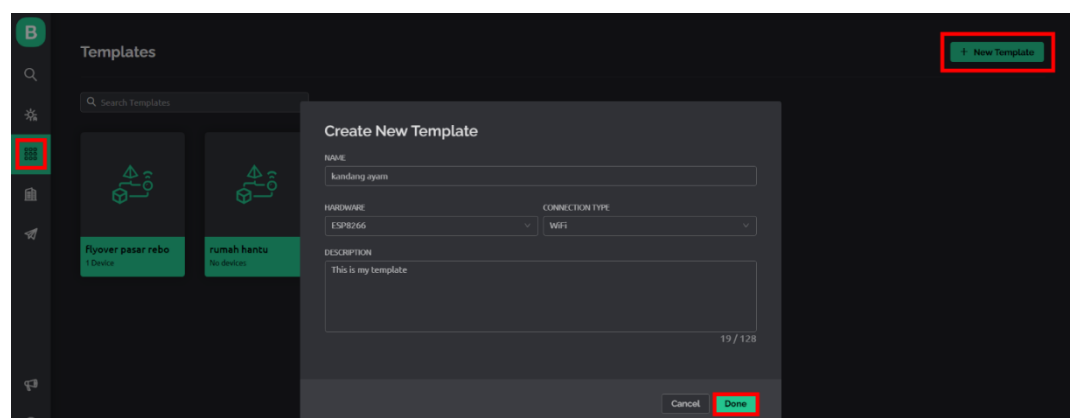 B
Templates
+ New Template
Search Templates
Create New Template
NAME
kandang ayam
HARDWARE
CONNECTION TYPE
ESP8266
WiFi
DESCRIPTION
This is my template
19 / 128
Flyover pasar rebo
1 Device
rumah hantu
No devices
Cancel
Done